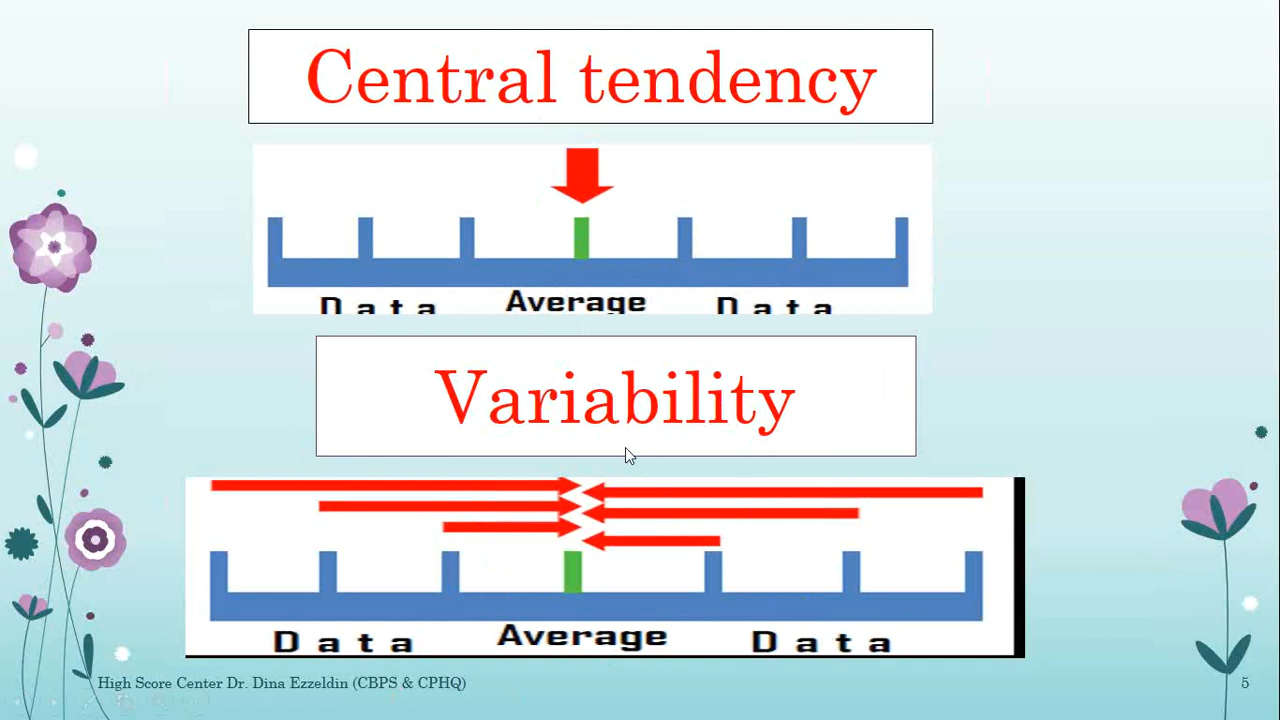 Central tendency
Data Average Data
Variability
Data Average Data
High Score Center Dr. Dina Ezzeldin (CBPS & CPHQ) 5